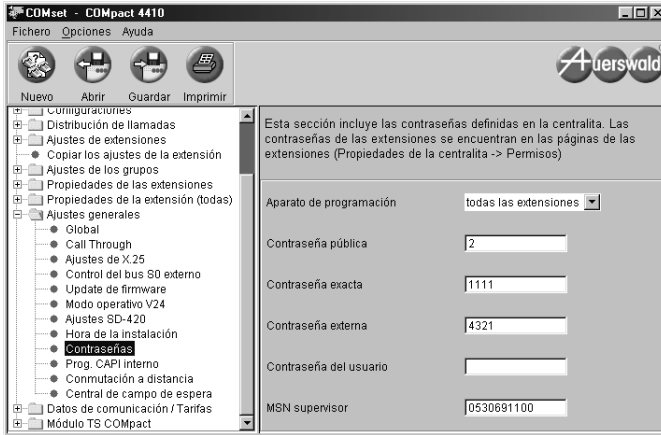 COMset - COMpact 4410
Fichero Opciones Ayuda
Nuevo Abrir Guardar Imprimir
Auerswald
Configuraciones
Distribución de llamadas
Ajustes de extensiones
Copiar los ajustes de la extensión
Ajustes de los grupos
Propiedades de las extensiones
Propiedades de la extensión (todas)
Ajustes generales
Global
Call Through
Ajustes de X.25
Control del bus S0 externo
Update de firmware
Modo operativo V24
Ajustes SD-420
Hora de la instalación
Contraseñas
Prog. CAPI interno
Conmutación a distancia
Central de campo de espera
Datos de comunicación / Tarifas
Módulo TS COMpact
Esta sección incluye las contraseñas definidas en la centralita. Las
contraseñas de las extensiones se encuentran en las páginas de las
extensiones (Propiedades de la centralita -> Permisos)
Aparato de programación todas las extensiones
Contraseña pública 2
Contraseña exacta 1111
Contraseña externa 4321
Contraseña del usuario
MSN supervisor 0530691100